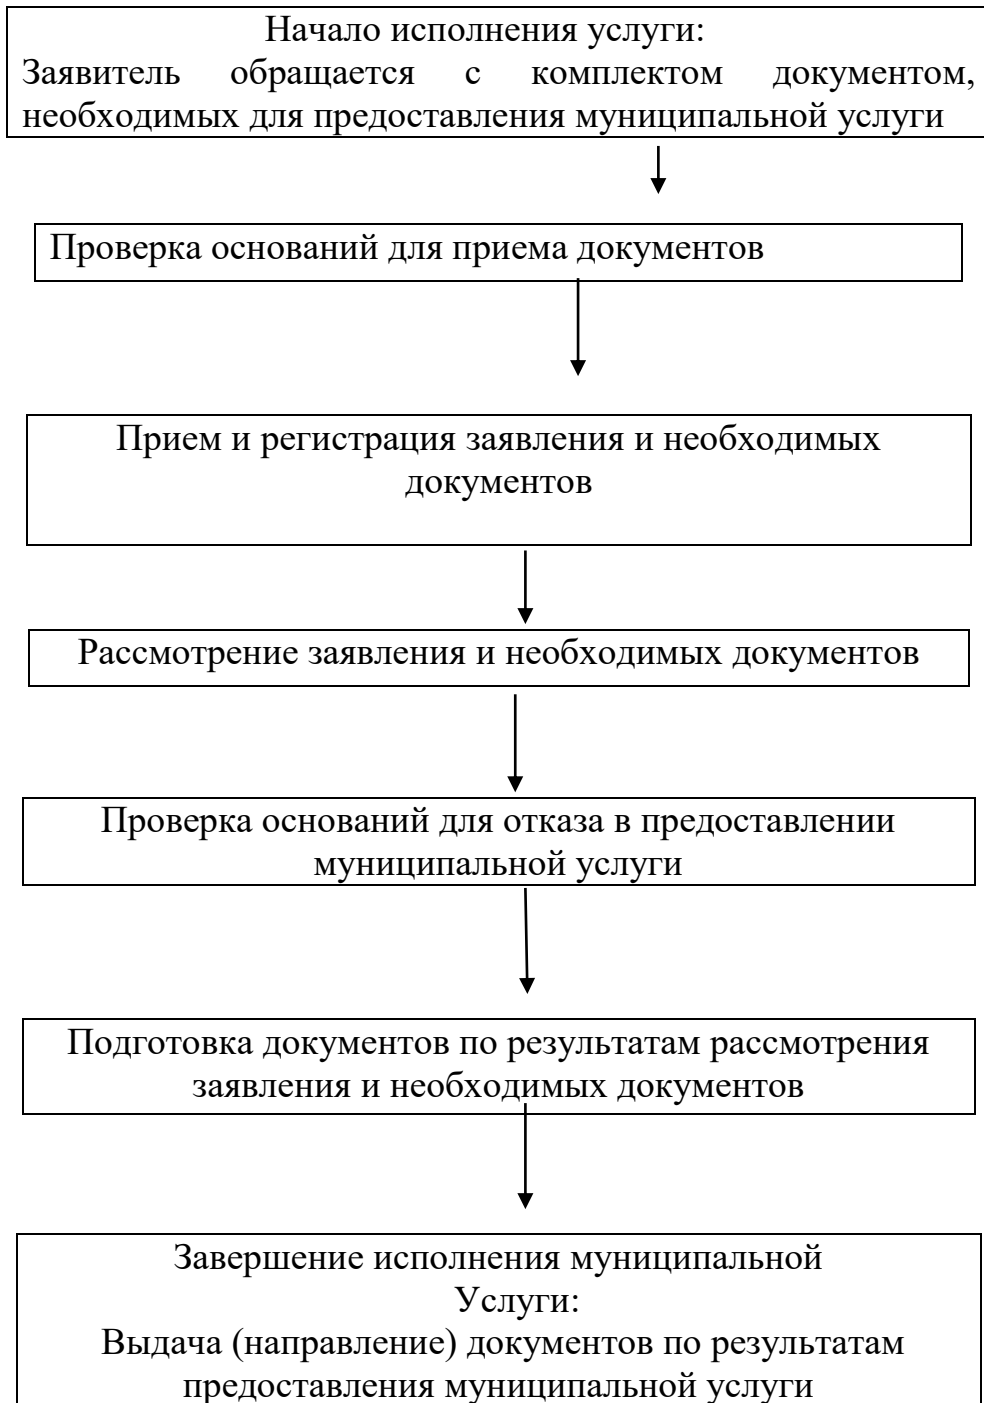 Начало исполнения услуги:
Заявитель обращается с комплектом документом,
необходимых для предоставления муниципальной услуги
Проверка оснований для приема документов
Прием и регистрация заявления и необходимых
документов
Рассмотрение заявления и необходимых документов
Проверка оснований для отказа в предоставлении
муниципальной услуги
Подготовка документов по результатам рассмотрения
заявления и необходимых документов
Завершение исполнения муниципальной
Услуги:
Выдача (направление) документов по результатам
предоставления муниципальной услуги